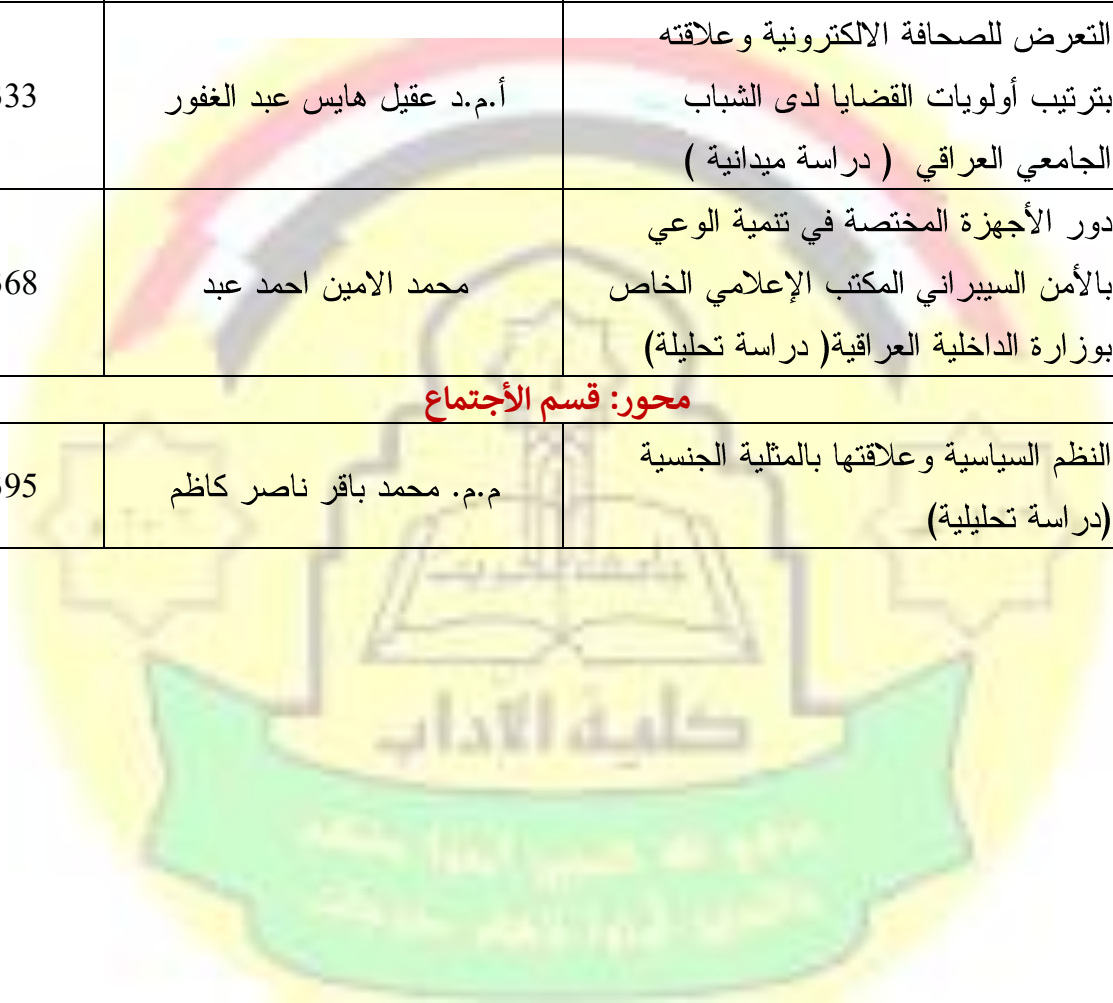 التعرض للصحافة الالكترونية وعلاقته
بترتيب أولويات القضايا لدى الشباب
الجامعي العراقي ( دراسة ميدانية )
أ.م.د عقيل هايس عبد الغفور
33
دور الأجهزة المختصة في تنمية الوعي
بالأمن السيبراني المكتب الإعلامي الخاص
بوزارة الداخلية العراقية( دراسة تحليلة)
محمد الامين احمد عبد
68
محور: قسم الأجتماع
النظم السياسية وعلاقتها بالمثلية الجنسية
(دراسة تحليلية)
م.م. محمد باقر ناصر كاظم
95
جامعة تكريت
كلية الاداب